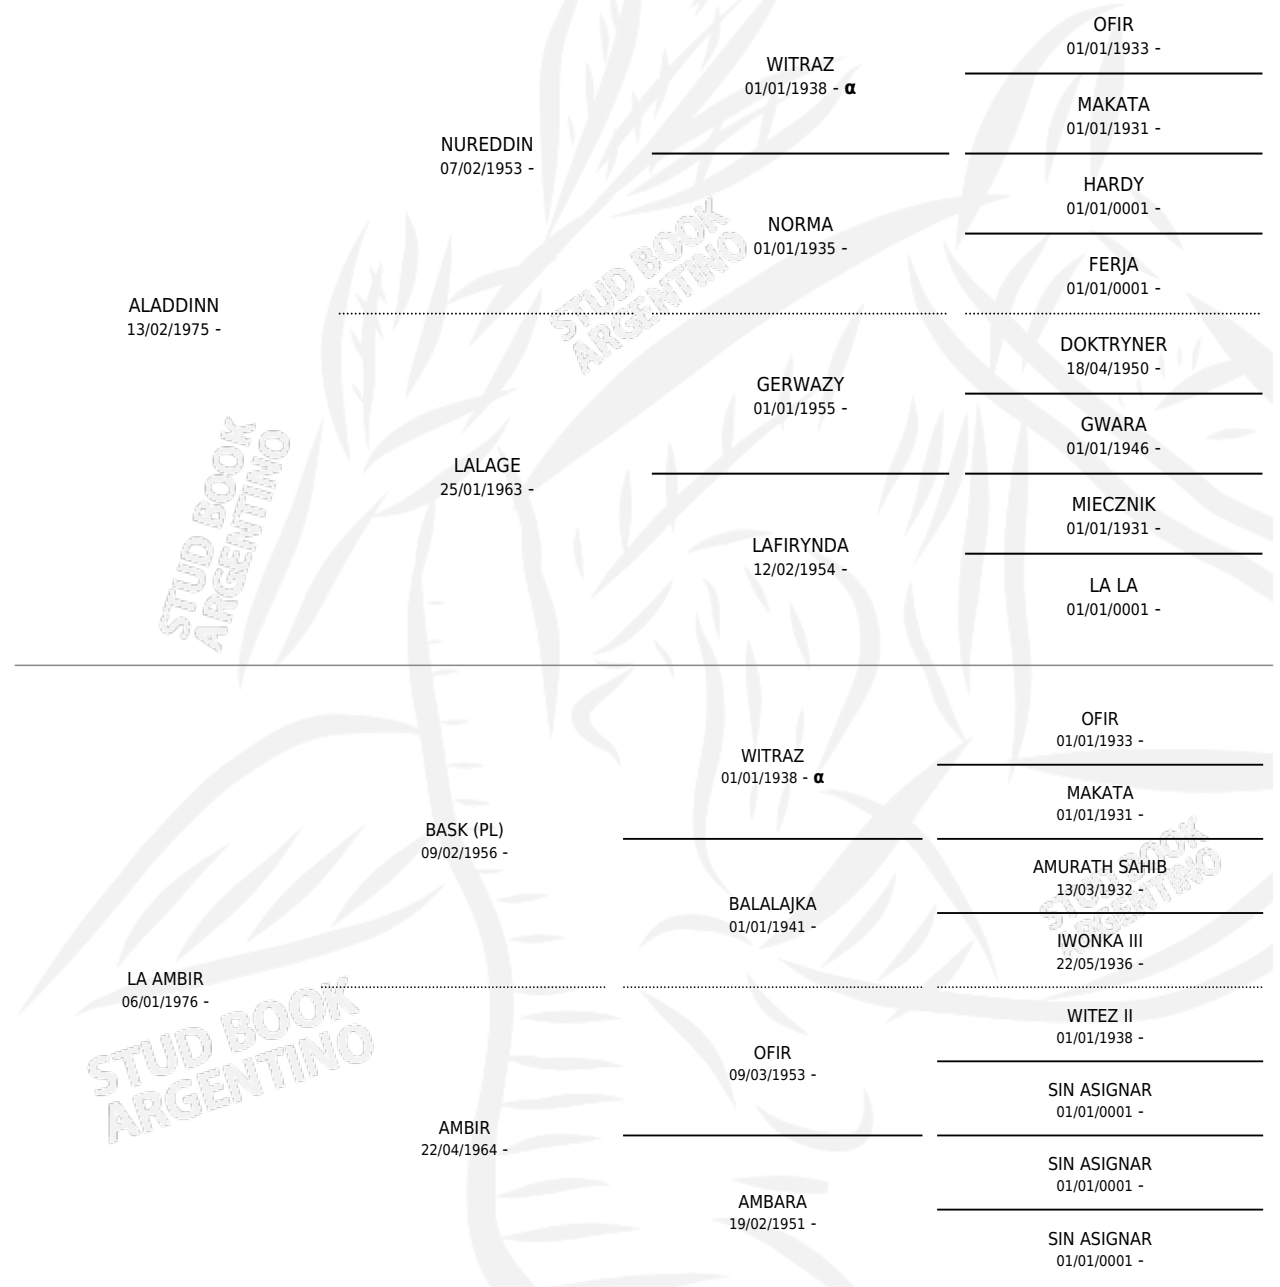 OFIR
01/01/1933 -
WITRAZ
01/01/1938 - α
MAKATA
01/01/1931 -
NUREDDIN
07/02/1953 -
HARDY
01/01/0001 -
NORMA
01/01/1935 -
FERJA
01/01/0001 -
ALADDINN
13/02/1975 -
DOKTRYNER
18/04/1950 -
GERWAZY
01/01/1955 -
GWARA
01/01/1946 -
LALAGE
25/01/1963 -
MIECZNIK
01/01/1931 -
LAFIRYNDA
12/02/1954 -
LA LA
01/01/0001 -
STUD BOOK
ARGENTINO
STUD BOOK
ARGENTINO
OFIR
01/01/1933 -
WITRAZ
01/01/1938 - α
MAKATA
01/01/1931 -
BASK (PL)
09/02/1956 -
AMURATH SAHIB
13/03/1932 -
BALALAJKA
01/01/1941 -
IWONKA III
22/05/1936 -
LA AMBIR
06/01/1976 -
WITEZ II
01/01/1938 -
OFIR
09/03/1953 -
SIN ASIGNAR
01/01/0001 -
AMBIR
22/04/1964 -
SIN ASIGNAR
01/01/0001 -
AMBARA
19/02/1951 -
SIN ASIGNAR
01/01/0001 -
STUD BOOK
ARGENTINO
STUD BOOK
ARGENTINO